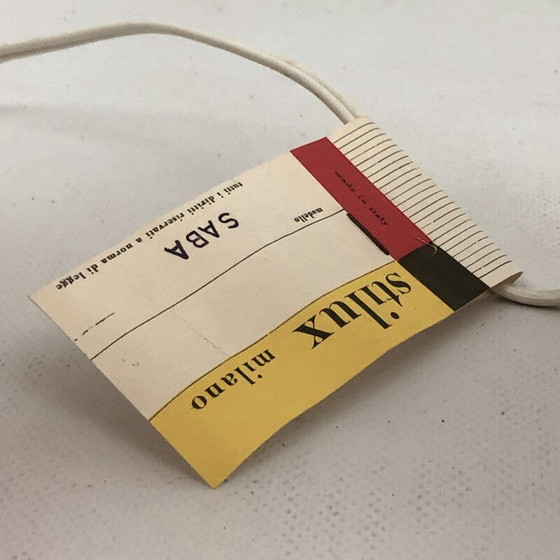 made in italy
stilux
milano
modello
SABA
tutti i diritti riservati a norma di legge